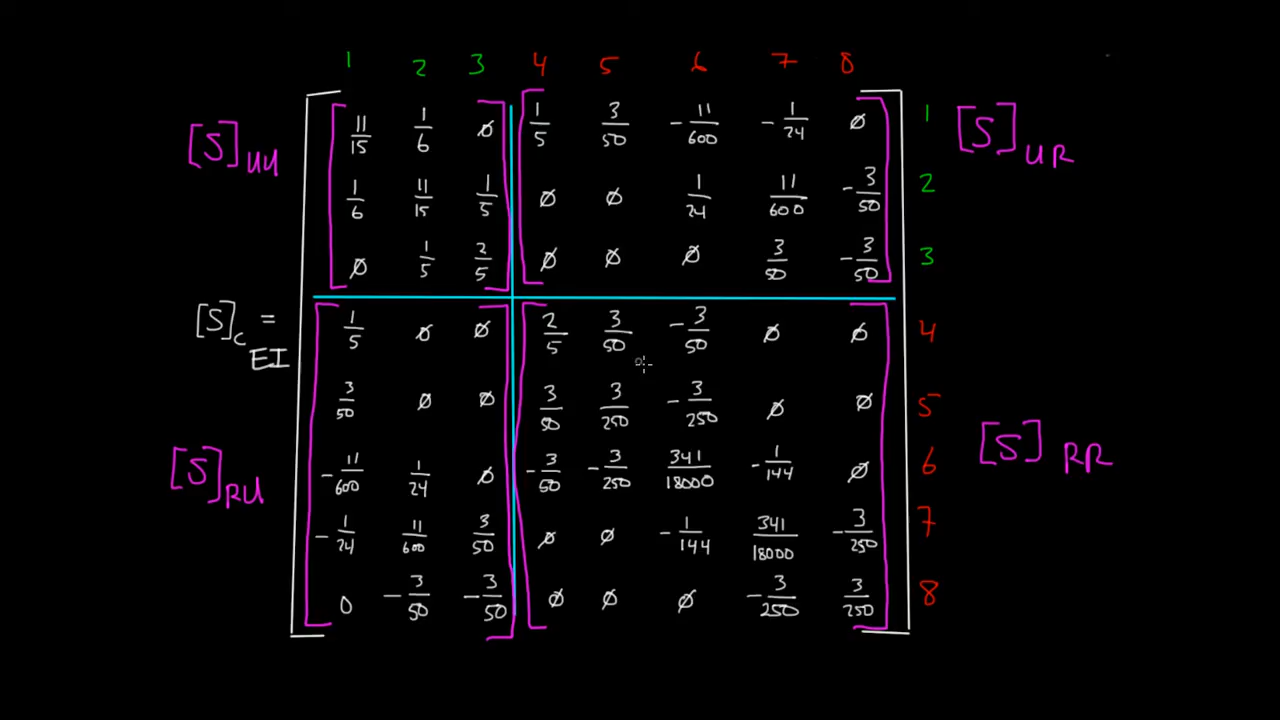 1 2 3 4 5 6 7 8
[S]UU 11/15 1/6 ∅ 1/5 3/50 -11/600 -1/24 ∅ 1 [S]UR
1/6 11/15 1/5 ∅ ∅ 1/24 11/600 -3/50 2
∅ 1/5 2/5 ∅ ∅ ∅ 3/50 -3/50 3
[S]C = EI 1/5 ∅ ∅ 2/5 3/50 -3/50 ∅ ∅ 4
3/50 ∅ ∅ 3/50 3/250 -3/250 ∅ ∅ 5
[S]RU -11/600 1/24 ∅ -3/50 -3/250 341/18000 -1/144 ∅ 6 [S]RR
-1/24 11/600 3/50 ∅ ∅ -1/144 341/18000 -3/250 7
0 -3/50 -3/50 ∅ ∅ ∅ -3/250 3/250 8